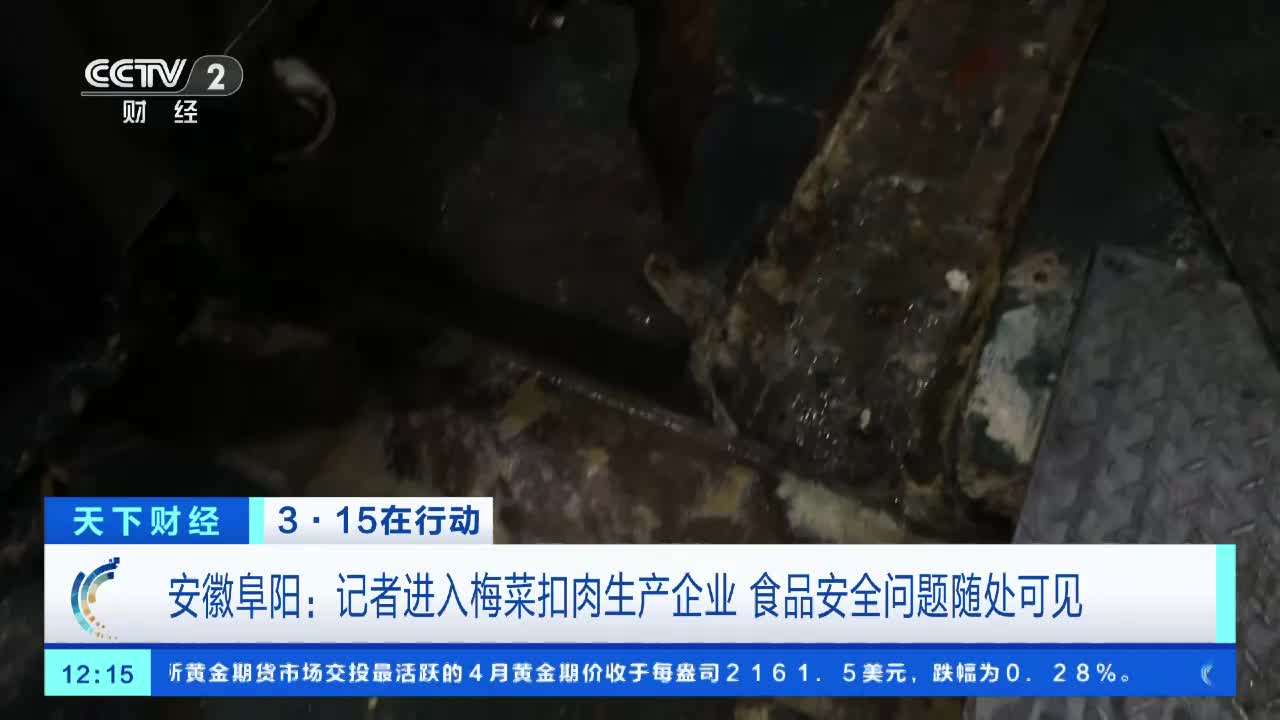 CCTV 2
财 经
天下财经
3·15在行动
安徽阜阳：记者进入梅菜扣肉生产企业 食品安全问题随处可见
12:15
所黄金期货市场交投最活跃的４月黄金期价收于每盎司２１６１．５美元，跌幅为０．２８％。